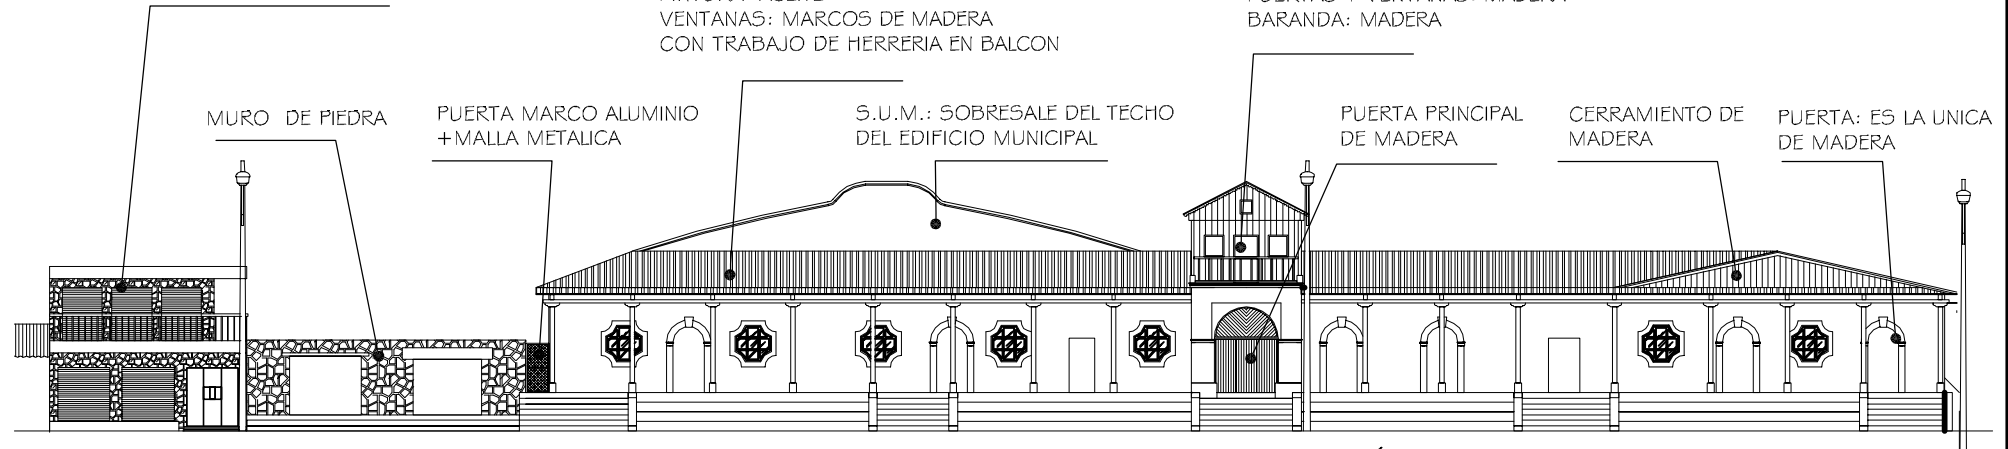 VENTANAS: MARCOS DE MADERA
CON TRABAJO DE HERRERIA EN BALCON
BARANDA: MADERA
MURO DE PIEDRA
PUERTA MARCO ALUMINIO
+MALLA METALICA
S.U.M.: SOBRESALE DEL TECHO
DEL EDIFICIO MUNICIPAL
PUERTA PRINCIPAL
DE MADERA
CERRAMIENTO DE
MADERA
PUERTA: ES LA UNICA
DE MADERA